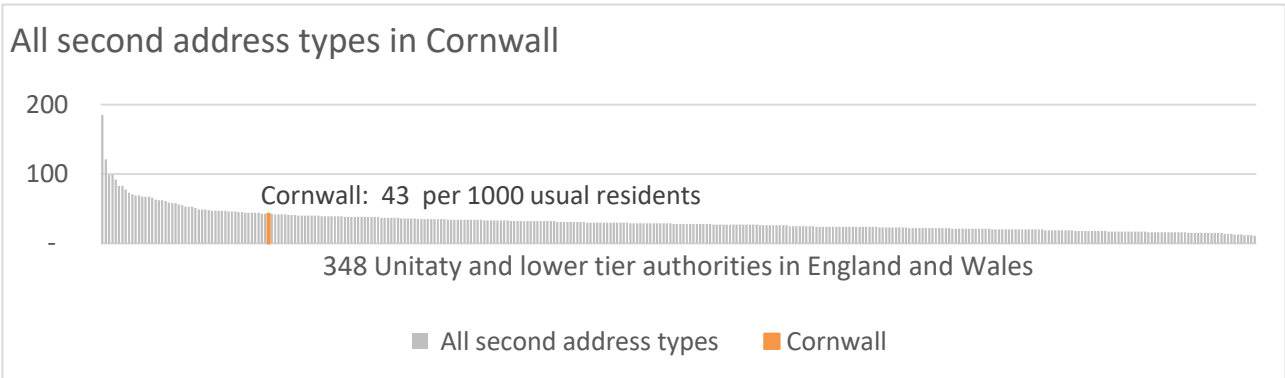 All second address types in Cornwall
200
100
Cornwall: 43 per 1000 usual residents
-
348 Unitaty and lower tier authorities in England and Wales
All second address types Cornwall